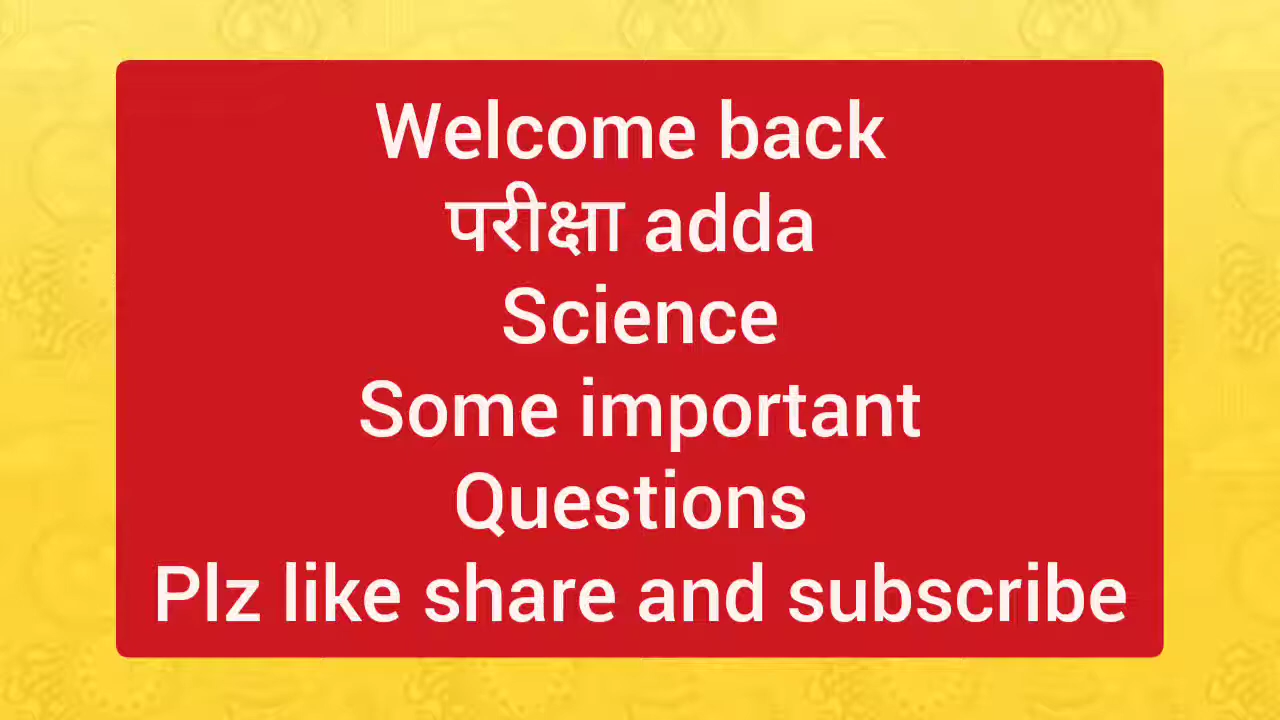 Welcome back
परीक्षा adda
Science
Some important
Questions
Plz like share and subscribe